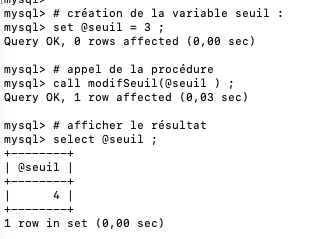 mysql>
mysql> # création de la variable seuil :
mysql> set @seuil = 3 ;
Query OK, 0 rows affected (0,00 sec)
mysql> # appel de la procédure
mysql> call modifSeuil(@seuil ) ;
Query OK, 1 row affected (0,03 sec)
mysql> # afficher le résultat
mysql> select @seuil ;
+--------+
| @seuil |
+--------+
|      4 |
+--------+
1 row in set (0,00 sec)